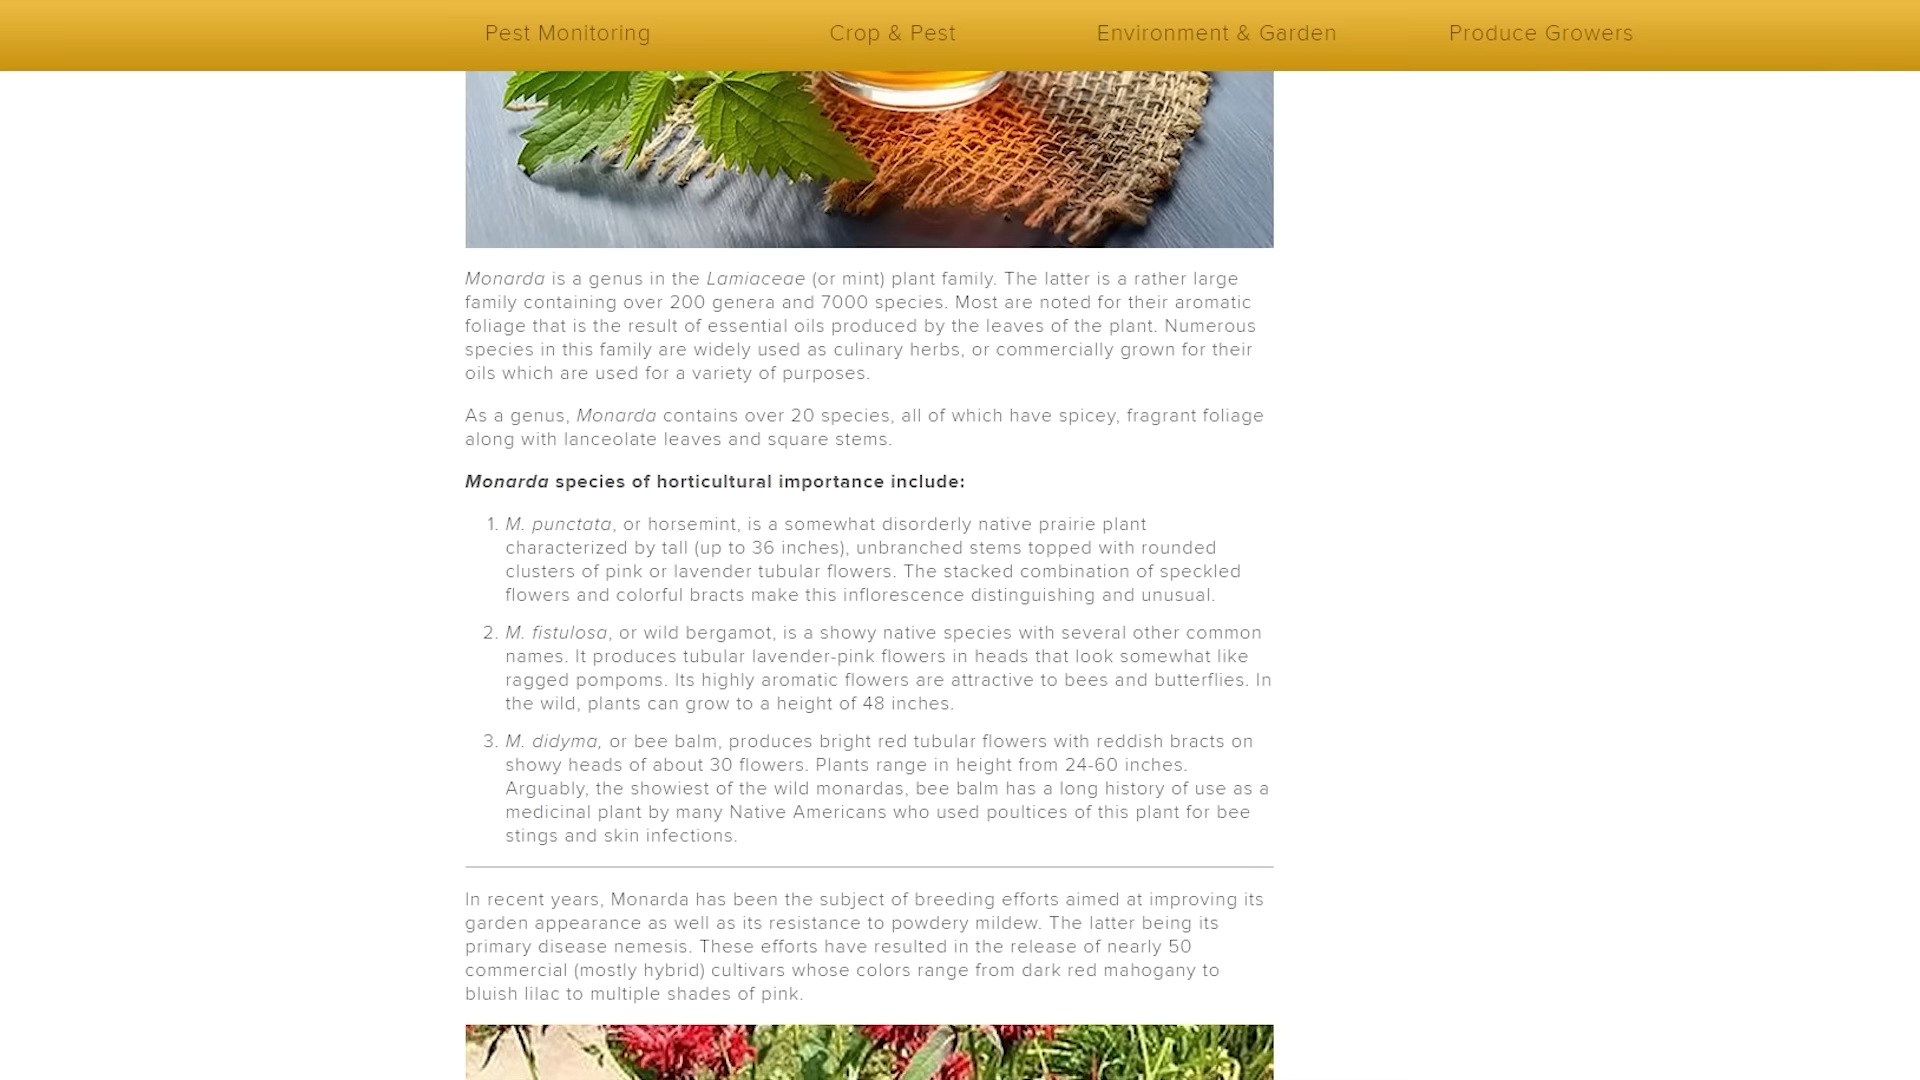 Pest Monitoring Crop & Pest Environment & Garden Produce Growers
Monarda is a genus in the Lamiaceae (or mint) plant family. The latter is a rather large
family containing over 200 genera and 7000 species. Most are noted for their aromatic
foliage that is the result of essential oils produced by the leaves of the plant. Numerous
species in this family are widely used as culinary herbs, or commercially grown for their
oils which are used for a variety of purposes.
As a genus, Monarda contains over 20 species, all of which have spicey, fragrant foliage
along with lanceolate leaves and square stems.
Monarda species of horticultural importance include:
1. M. punctata, or horsemint, is a somewhat disorderly native prairie plant
characterized by tall (up to 36 inches), unbranched stems topped with rounded
clusters of pink or lavender tubular flowers. The stacked combination of speckled
flowers and colorful bracts make this inflorescence distinguishing and unusual.
2. M. fistulosa, or wild bergamot, is a showy native species with several other common
names. It produces tubular lavender-pink flowers in heads that look somewhat like
ragged pompoms. Its highly aromatic flowers are attractive to bees and butterflies. In
the wild, plants can grow to a height of 48 inches.
3. M. didyma, or bee balm, produces bright red tubular flowers with reddish bracts on
showy heads of about 30 flowers. Plants range in height from 24-60 inches.
Arguably, the showiest of the wild monardas, bee balm has a long history of use as a
medicinal plant by many Native Americans who used poultices of this plant for bee
stings and skin infections.
In recent years, Monarda has been the subject of breeding efforts aimed at improving its
garden appearance as well as its resistance to powdery mildew. The latter being its
primary disease nemesis. These efforts have resulted in the release of nearly 50
commercial (mostly hybrid) cultivars whose colors range from dark red mahogany to
bluish lilac to multiple shades of pink.